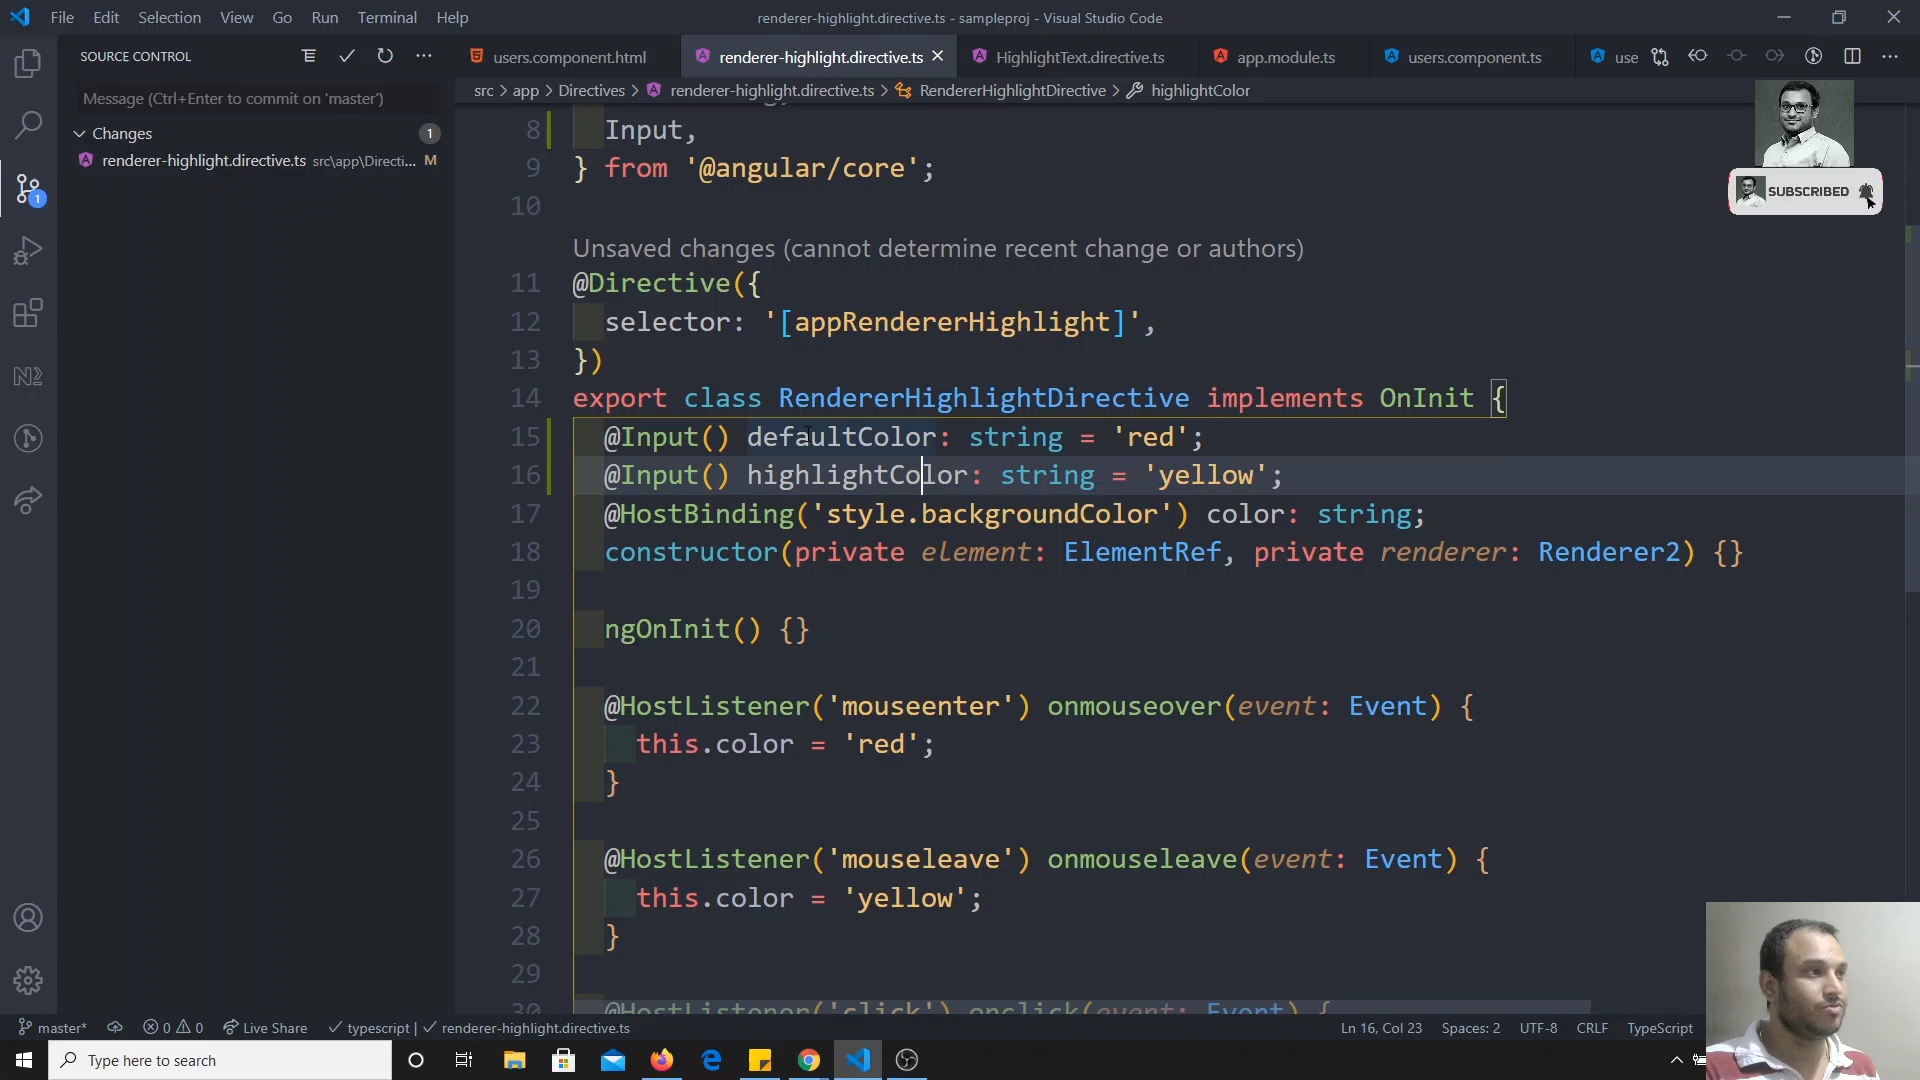 File Edit Selection View Go Run Terminal Help
renderer-highlight.directive.ts - sampleproj - Visual Studio Code
SOURCE CONTROL
Message (Ctrl+Enter to commit on 'master')
Changes 1
renderer-highlight.directive.ts src\app\Directi... M
1
users.component.html
renderer-highlight.directive.ts
HighlightText.directive.ts
app.module.ts
users.component.ts
use
src > app > Directives > renderer-highlight.directive.ts > RendererHighlightDirective > highlightColor
SUBSCRIBED
8 Input,
9 } from '@angular/core';
10
Unsaved changes (cannot determine recent change or authors)
11 @Directive({
12 selector: '[appRendererHighlight]',
13 })
14 export class RendererHighlightDirective implements OnInit {
15 @Input() defaultColor: string = 'red';
16 @Input() highlightColor: string = 'yellow';
17 @HostBinding('style.backgroundColor') color: string;
18 constructor(private element: ElementRef, private renderer: Renderer2) {}
19
20 ngOnInit() {}
21
22 @HostListener('mouseenter') onmouseover(event: Event) {
23 this.color = 'red';
24 }
25
26 @HostListener('mouseleave') onmouseleave(event: Event) {
27 this.color = 'yellow';
28 }
29
30 @HostListener('click') onclick(event: Event) {
master* 0 0 Live Share typescript | renderer-highlight.directive.ts
Ln 16, Col 23 Spaces: 2 UTF-8 CRLF TypeScript
Type here to search